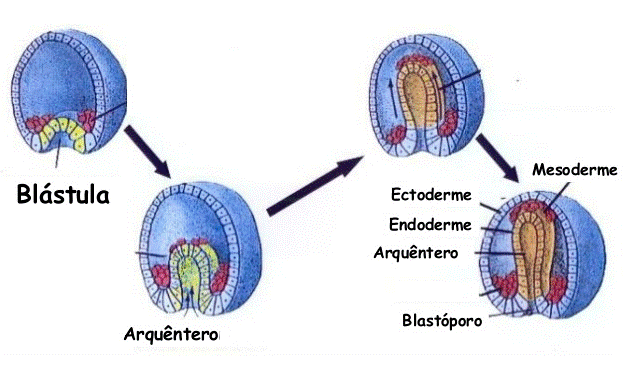 Blástula
Arquêntero
Mesoderme
Ectoderme
Endoderme
Arquêntero
Blastóporo